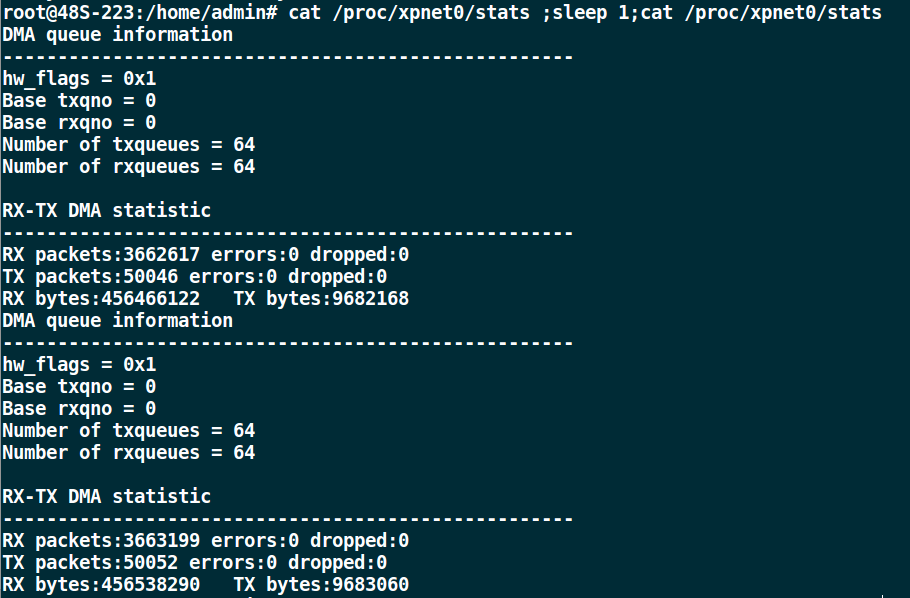 root@48S-223:/home/admin# cat /proc/xpnet0/stats ;sleep 1;cat /proc/xpnet0/stats
DMA queue information
----------------------------------------------------
hw_flags = 0x1
Base txqno = 0
Base rxqno = 0
Number of txqueues = 64
Number of rxqueues = 64

RX-TX DMA statistic
----------------------------------------------------
RX packets:3662617 errors:0 dropped:0
TX packets:50046 errors:0 dropped:0
RX bytes:456466122   TX bytes:9682168
DMA queue information
----------------------------------------------------
hw_flags = 0x1
Base txqno = 0
Base rxqno = 0
Number of txqueues = 64
Number of rxqueues = 64

RX-TX DMA statistic
----------------------------------------------------
RX packets:3663199 errors:0 dropped:0
TX packets:50052 errors:0 dropped:0
RX bytes:456538290   TX bytes:9683060